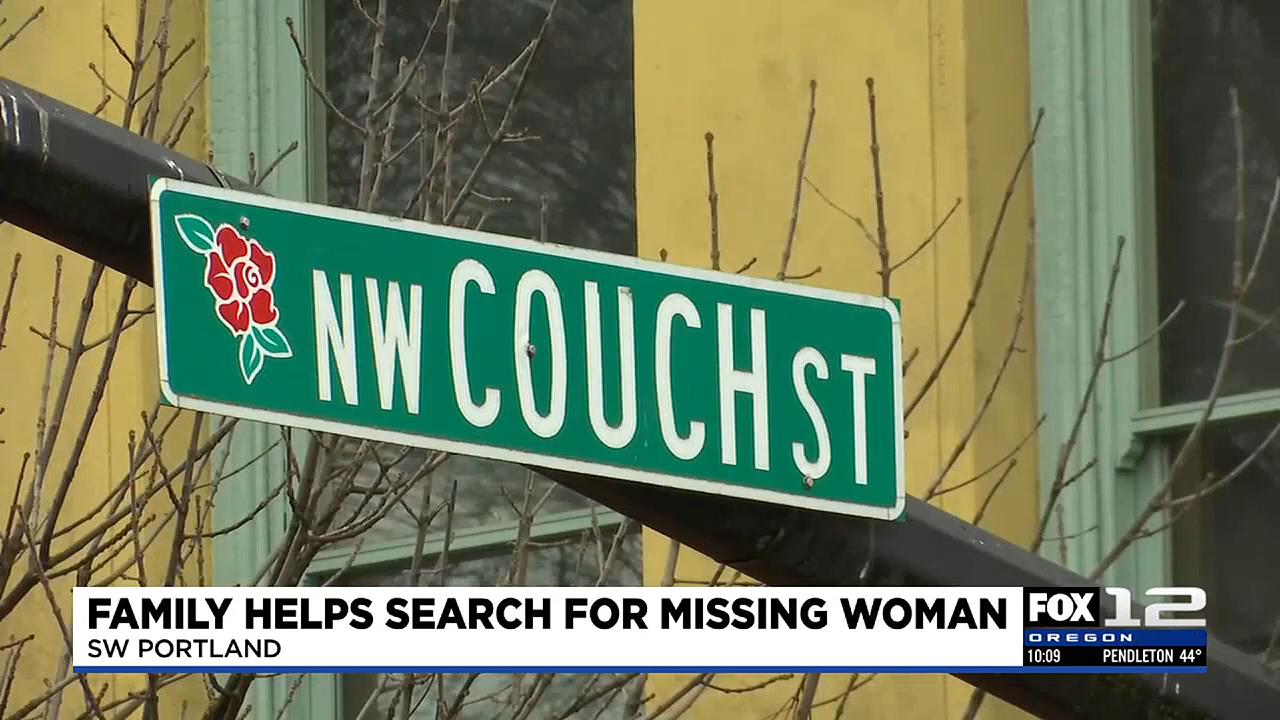 NW COUCH ST
FAMILY HELPS SEARCH FOR MISSING WOMAN
SW PORTLAND
FOX 12
OREGON
10:09 PENDLETON 44°